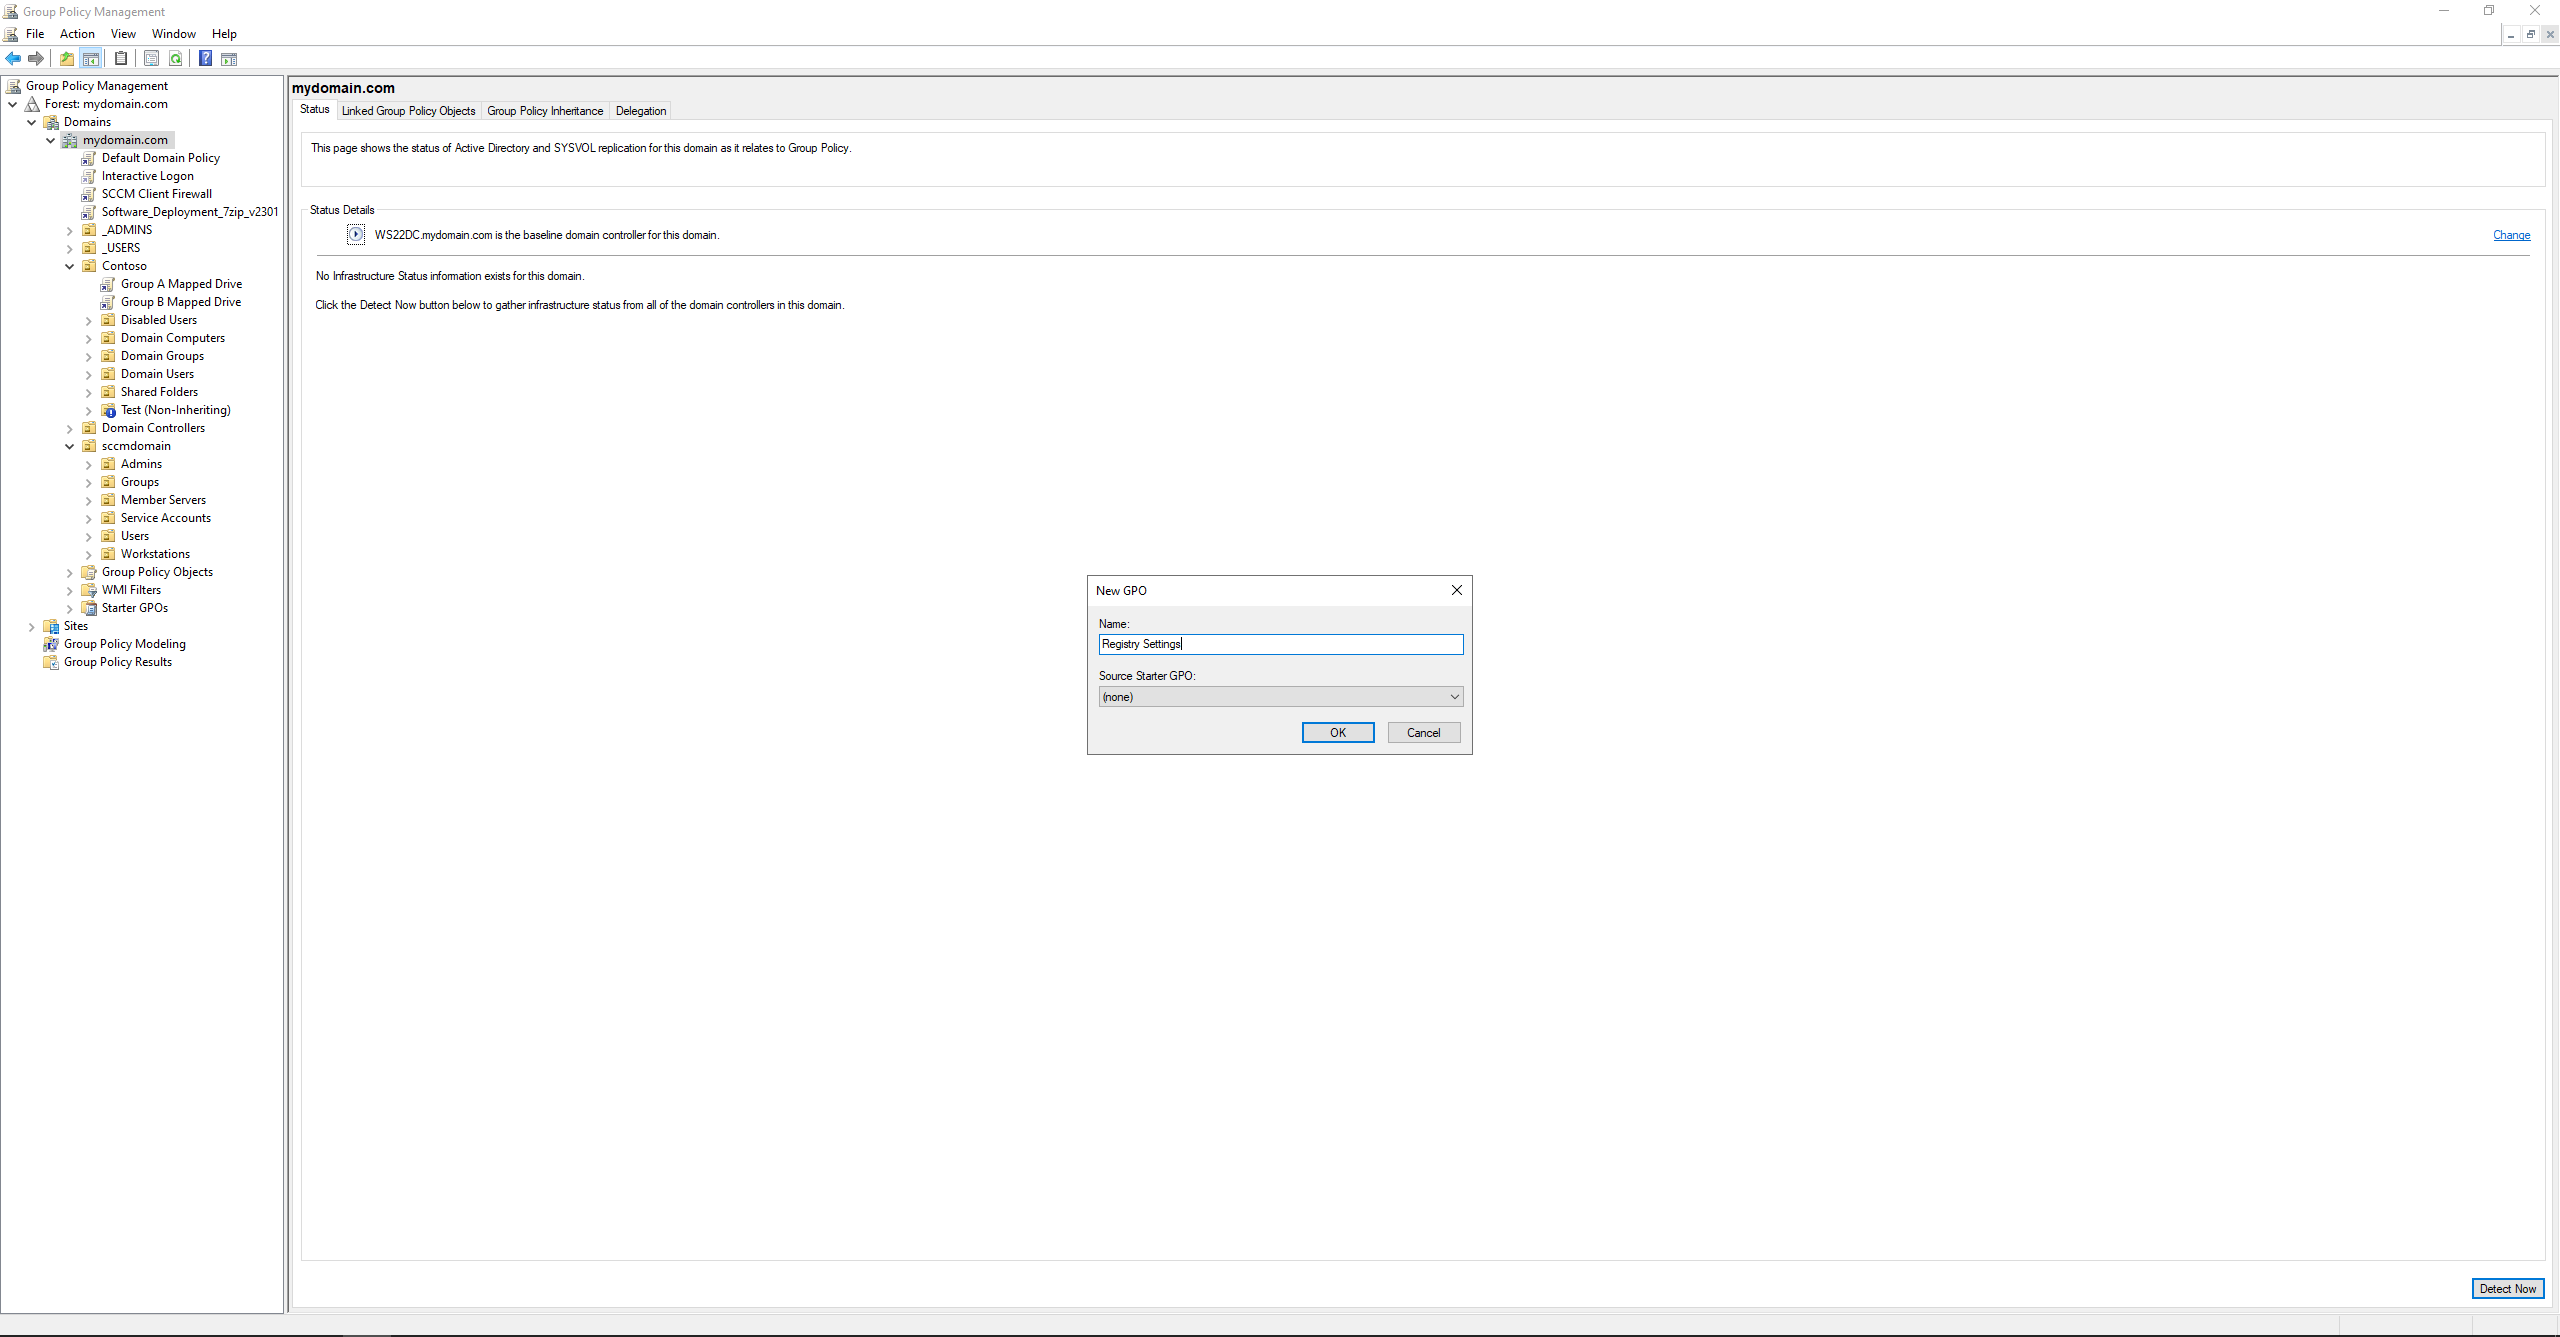 Group Policy Management
File Action View Window Help
Group Policy Management
Forest: mydomain.com
Domains
mydomain.com
Default Domain Policy
Interactive Logon
SCCM Client Firewall
Software_Deployment_7zip_v2301
_ADMINS
_USERS
Contoso
Group A Mapped Drive
Group B Mapped Drive
Disabled Users
Domain Computers
Domain Groups
Domain Users
Shared Folders
Test (Non-Inheriting)
Domain Controllers
sccmdomain
Admins
Groups
Member Servers
Service Accounts
Users
Workstations
Group Policy Objects
WMI Filters
Starter GPOs
Sites
Group Policy Modeling
Group Policy Results
mydomain.com
Status Linked Group Policy Objects Group Policy Inheritance Delegation
This page shows the status of Active Directory and SYSVOL replication for this domain as it relates to Group Policy.
Status Details
WS22DC.mydomain.com is the baseline domain controller for this domain.
Change
No Infrastructure Status information exists for this domain.
Click the Detect Now button below to gather infrastructure status from all of the domain controllers in this domain.
New GPO
Name:
Registry Settings
Source Starter GPO:
(none)
OK Cancel
Detect Now